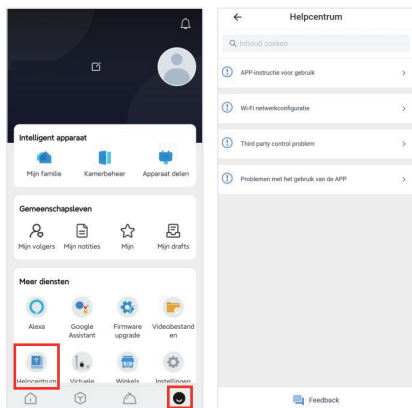 Intelligent apparaat
Mijn familie
Kamerbeheer
Apparaat delen
Gemeenschapsleven
Mijn volgers
Mijn notities
Mijn
Mijn drafts
Meer diensten
Alexa
Google Assistant
Firmware upgrade
Videobestanden
Helpcentrum
Virtuele
Winkels
Instellingen
Helpcentrum
Inhoud zoeken
APP-instructie voor gebruik
Wi-Fi netwerkconfiguratie
Third party control problem
Problemen met het gebruik van de APP
Feedback